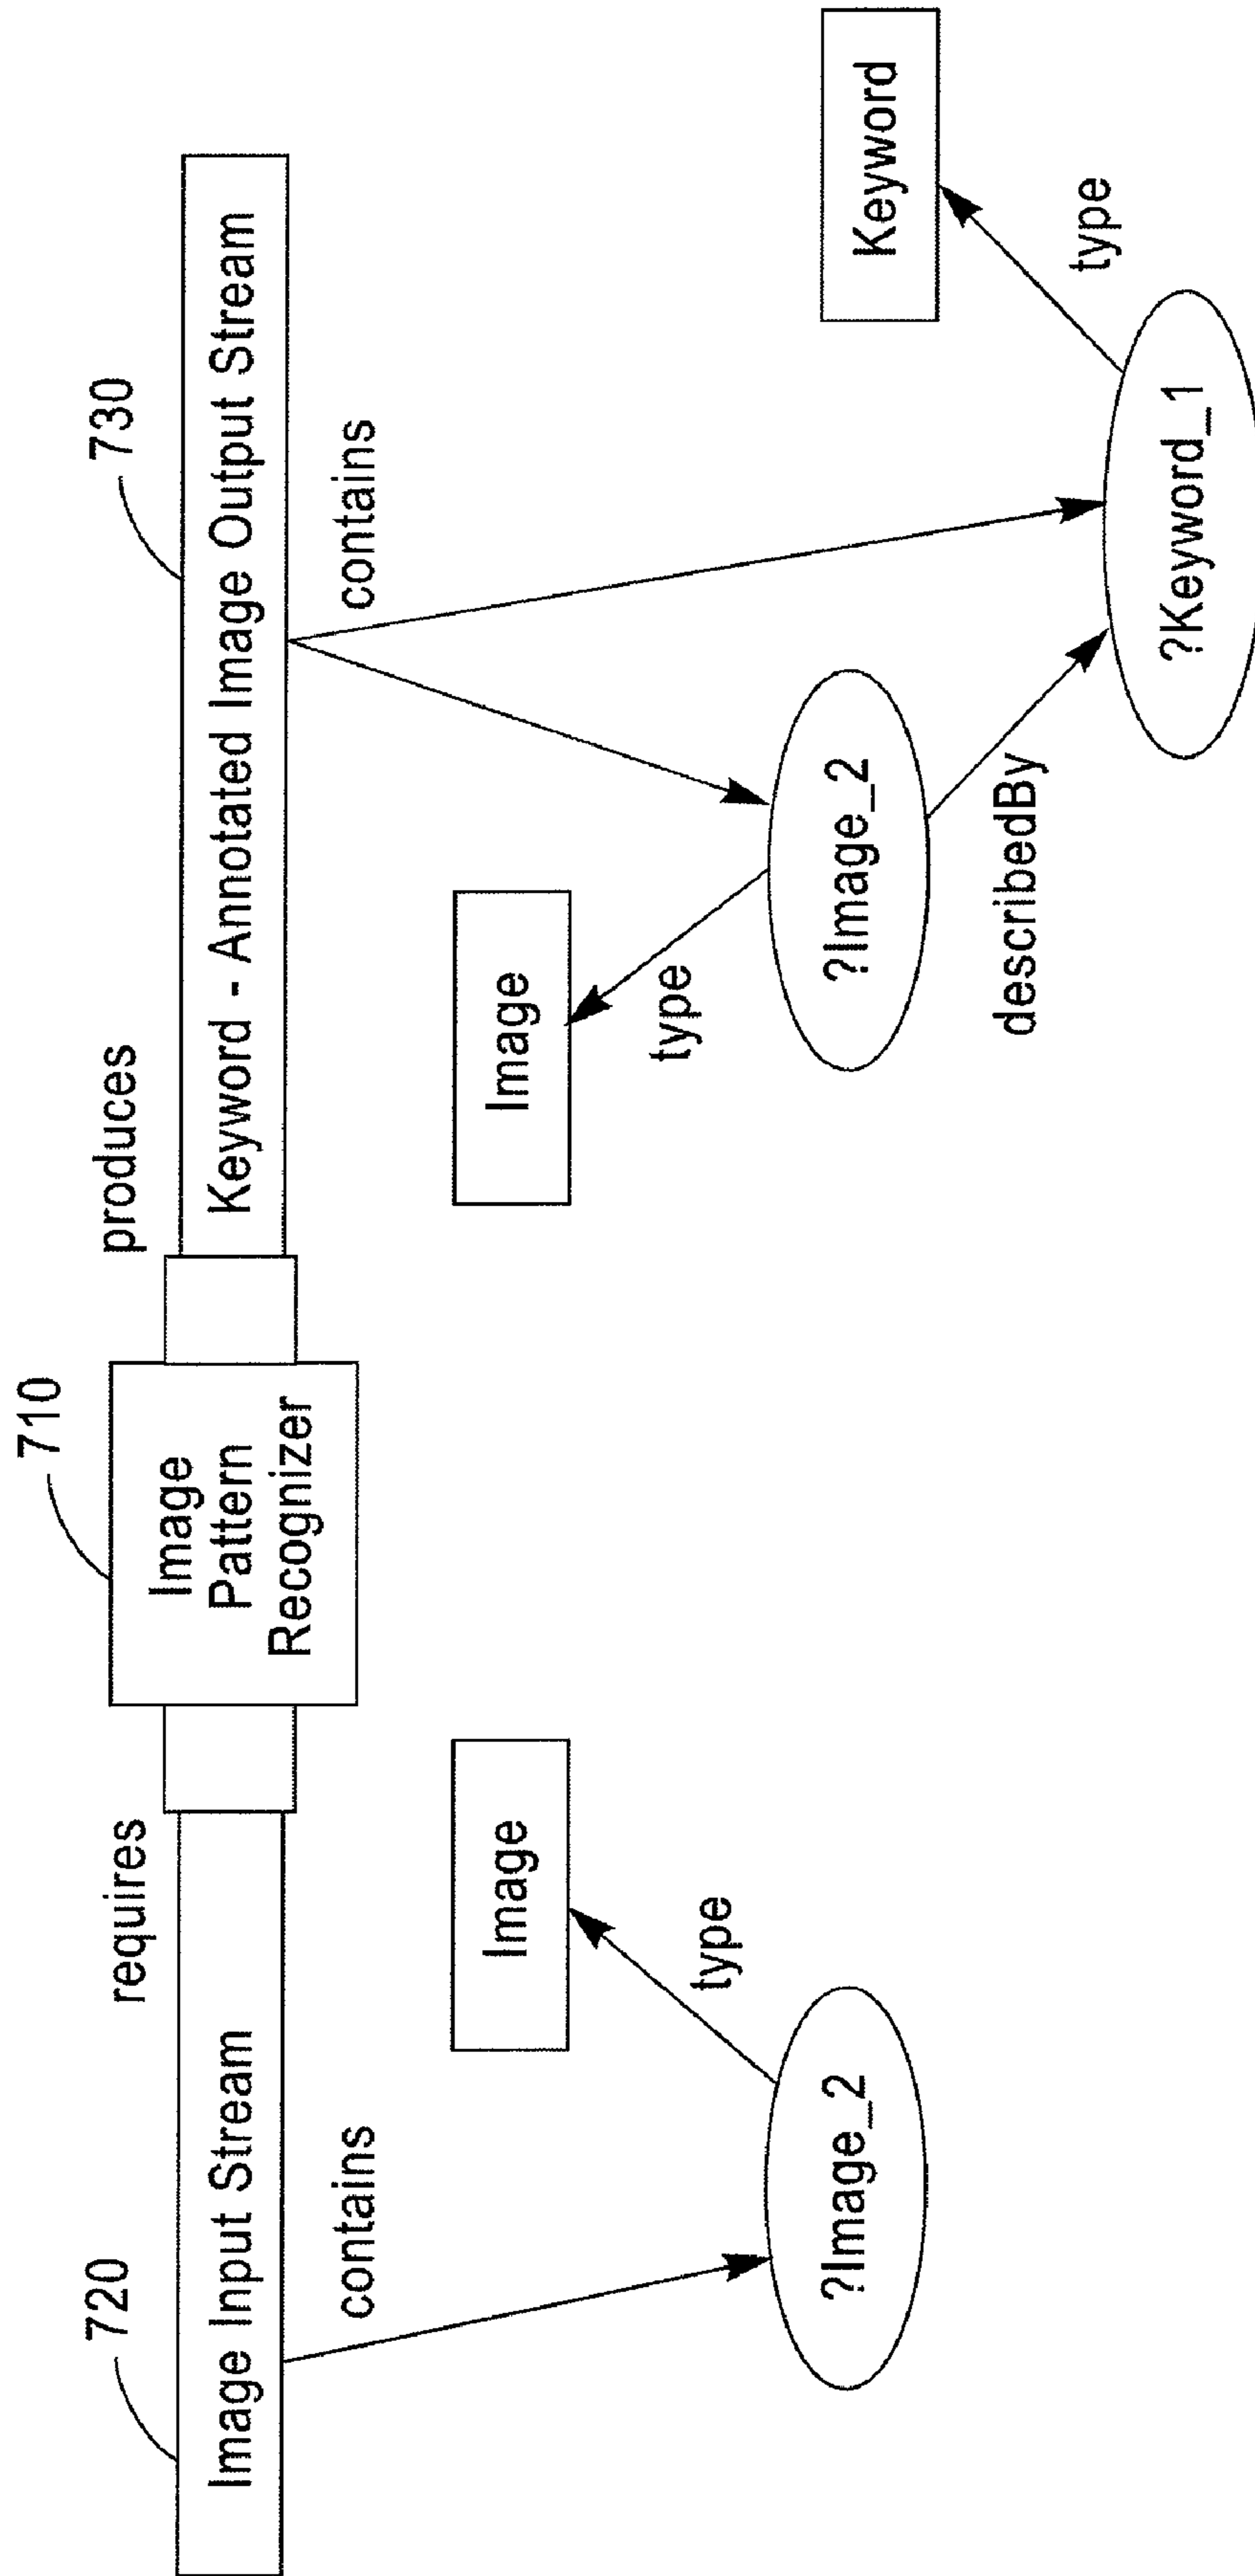 720
Image Input Stream
requires
710
Image
Pattern
Recognizer
produces
730
Keyword - Annotated Image Output Stream
contains
Image
type
?Image_2
contains
Image
type
?Image_2
describedBy
Keyword
type
?Keyword_1